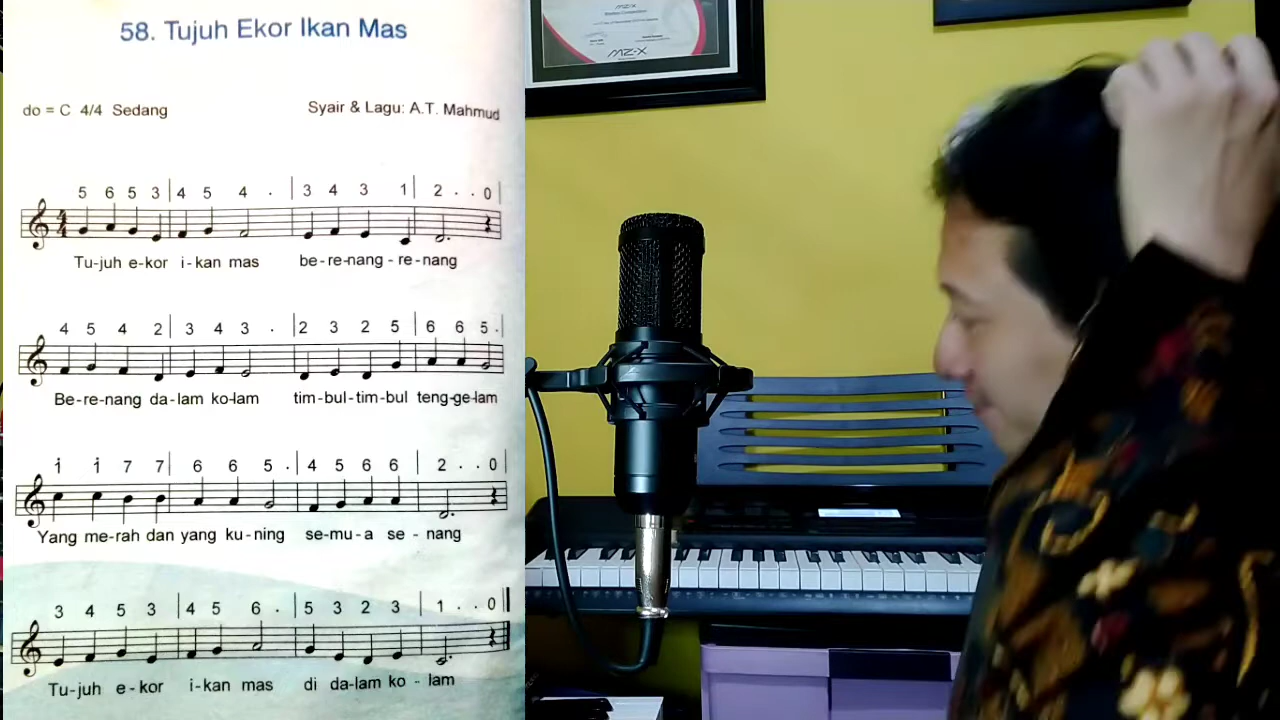 58. Tujuh Ekor Ikan Mas
do = C 4/4 Sedang
Syair & Lagu: A.T. Mahmud
5 6 5 3 | 4 5 4 . | 3 4 3 1 | 2 . . 0 |
Tu-juh e-kor i-kan mas be-re-nang-re-nang
4 5 4 2 | 3 4 3 . | 2 3 2 5 | 6 6 5 . |
Be-re-nang da-lam ko-lam tim-bul-tim-bul teng-ge-lam
1̇ 1̇ 7 7 | 6 6 5 . | 4 5 6 6 | 2 . . 0 |
Yang me-rah dan yang ku-ning se-mu-a se-nang
3 4 5 3 | 4 5 6 . | 5 3 2 3 | 1 . . 0 ||
Tu-juh e-kor i-kan mas di da-lam ko-lam
MZ-X
MZ-X